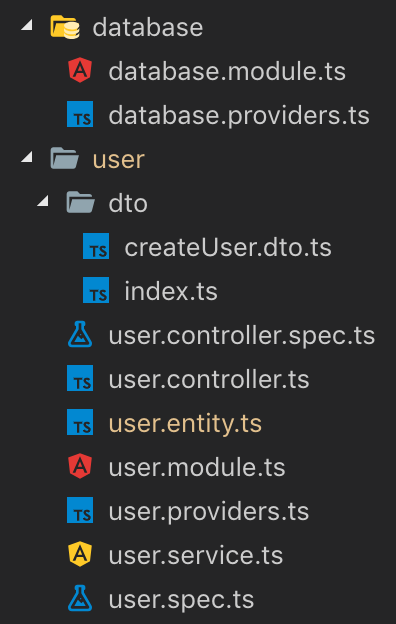 database
database.module.ts
TS database.providers.ts
user
dto
TS createUser.dto.ts
TS index.ts
user.controller.spec.ts
TS user.controller.ts
TS user.entity.ts
user.module.ts
TS user.providers.ts
user.service.ts
user.spec.ts